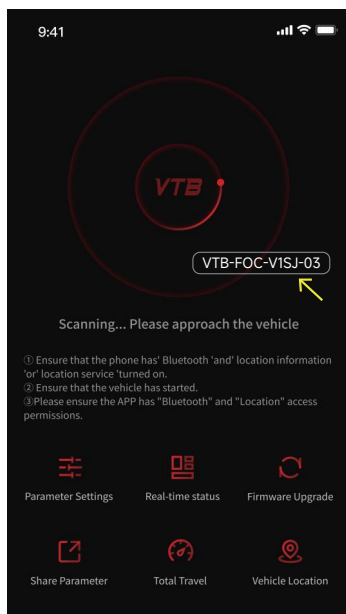 9:41
VTB
VTB-FOC-V1SJ-03
Scanning... Please approach the vehicle
① Ensure that the phone has' Bluetooth 'and' location information
'or' location service 'turned on.
② Ensure that the vehicle has started.
③Please ensure the APP has "Bluetooth" and "Location" access
permissions.
Parameter Settings Real-time status Firmware Upgrade
Share Parameter Total Travel Vehicle Location